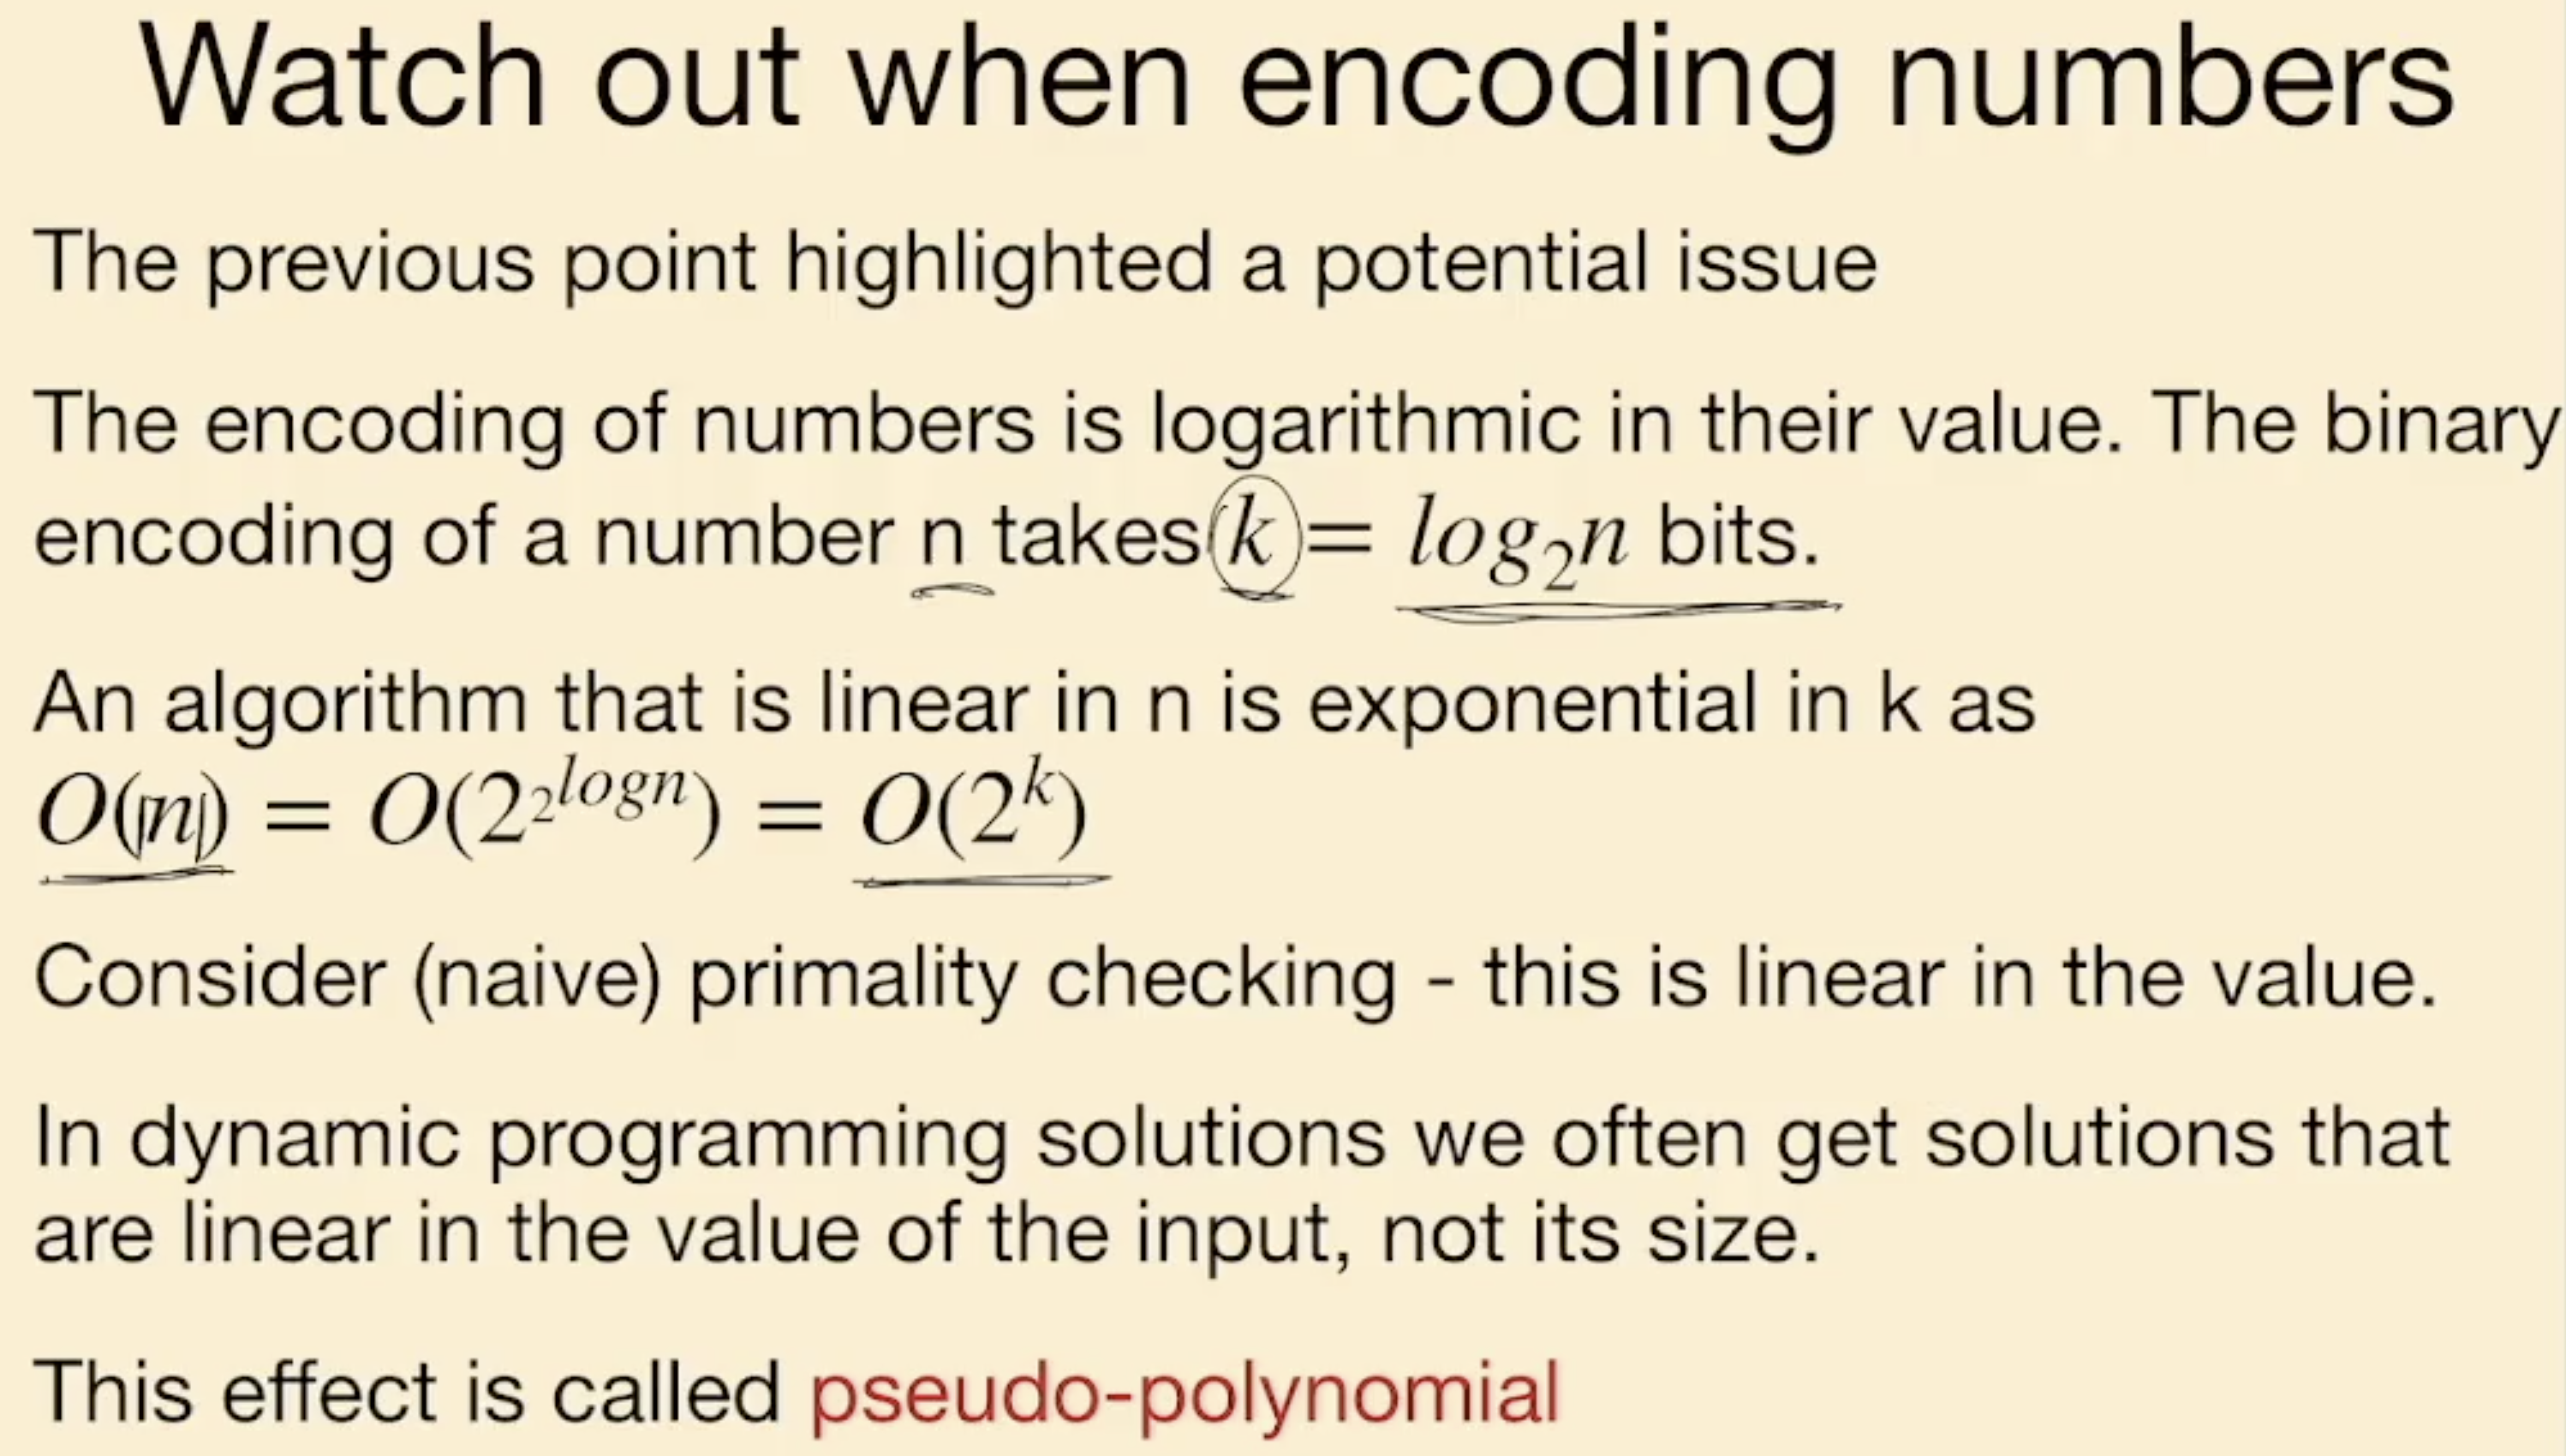 Watch out when encoding numbers
The previous point highlighted a potential issue
The encoding of numbers is logarithmic in their value. The binary
encoding of a number n takes k = log₂n bits.
An algorithm that is linear in n is exponential in k as
O(|n|) = O(2^{₂logn}) = O(2^k)
Consider (naive) primality checking - this is linear in the value.
In dynamic programming solutions we often get solutions that
are linear in the value of the input, not its size.
This effect is called pseudo-polynomial